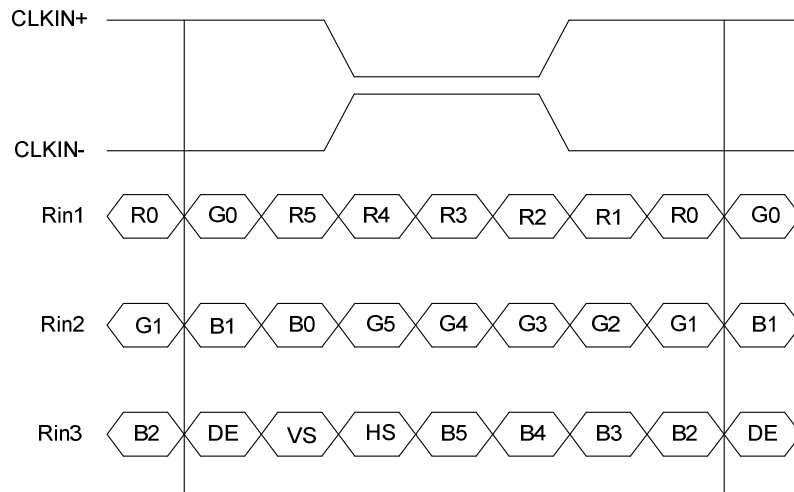 CLKIN+
CLKIN-
Rin1 R0 G0 R5 R4 R3 R2 R1 R0 G0
Rin2 G1 B1 B0 G5 G4 G3 G2 G1 B1
Rin3 B2 DE VS HS B5 B4 B3 B2 DE